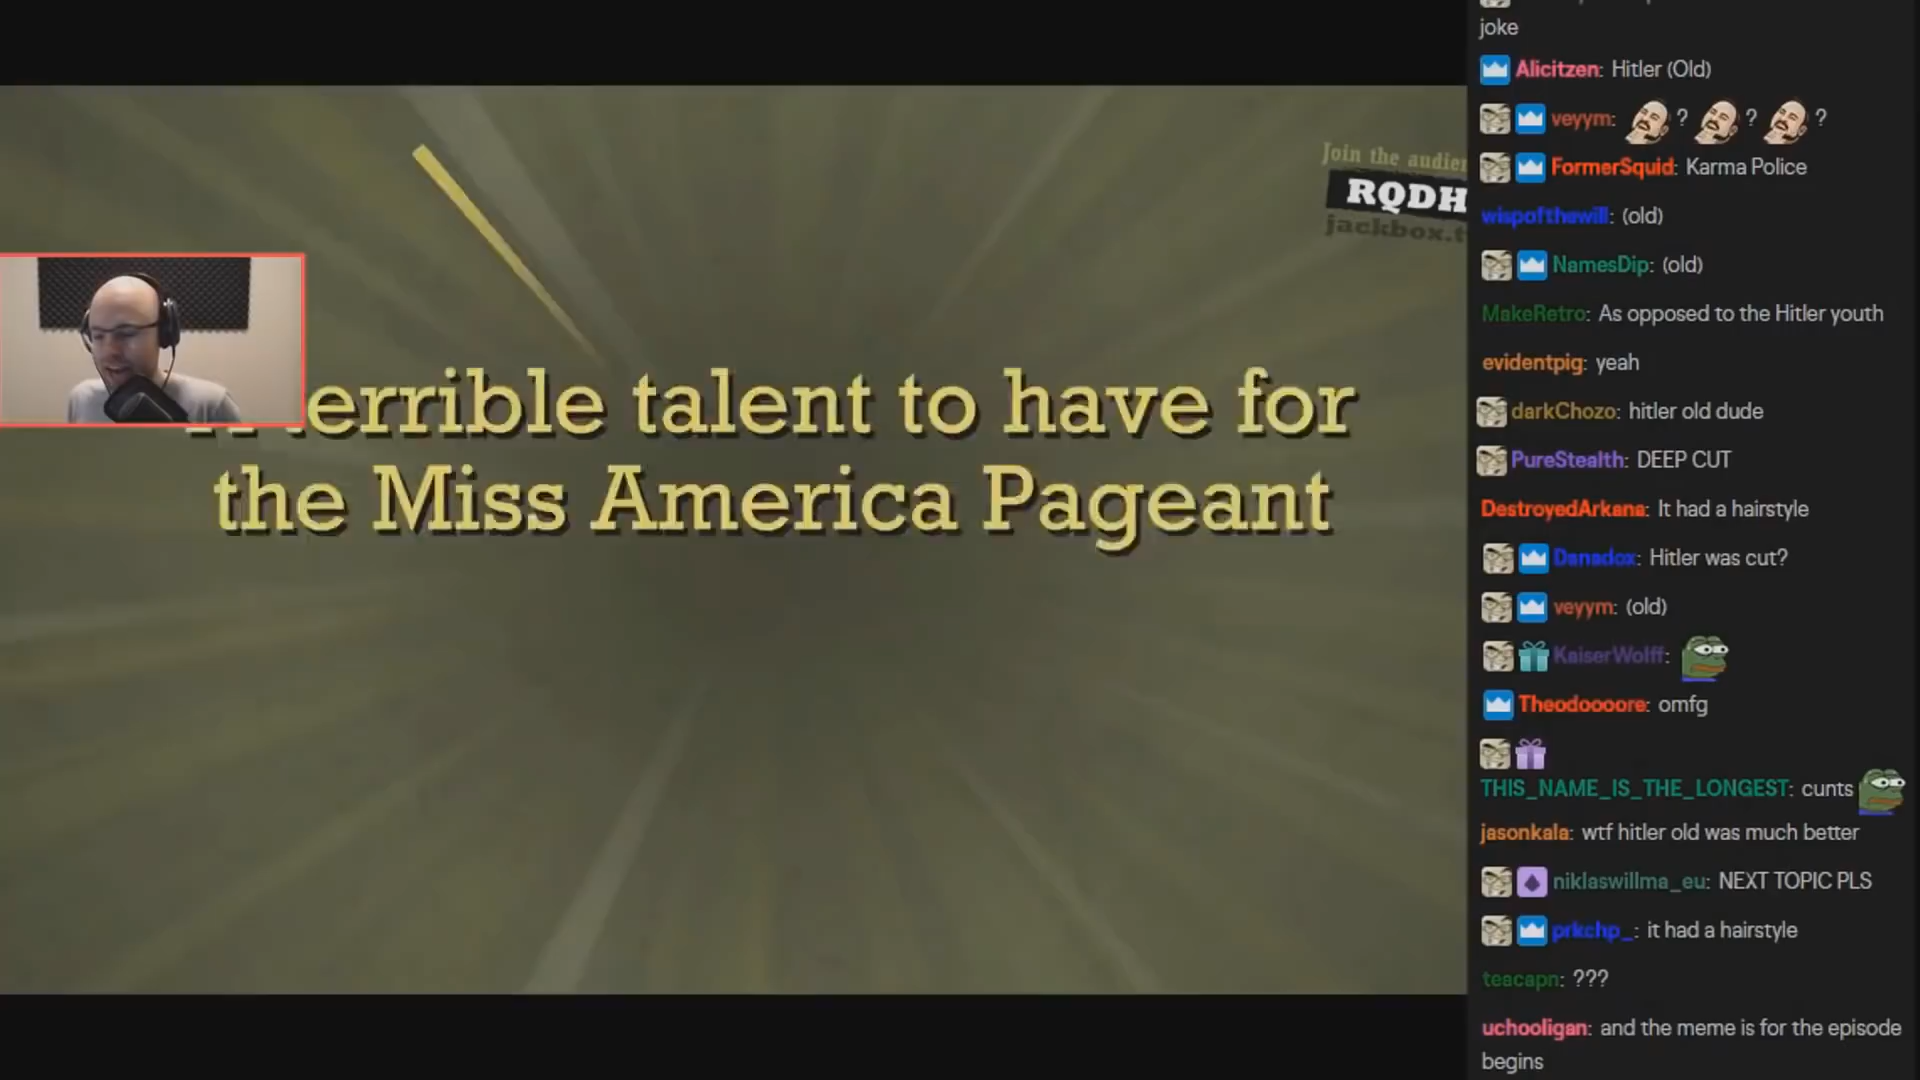 Join the audien
RQDH
jackbox.t
errible talent to have for
the Miss America Pageant
joke
Alicitzen: Hitler (Old)
veyym: ? ? ?
FormerSquid: Karma Police
wispofthewill: (old)
NamesDip: (old)
MakeRetro: As opposed to the Hitler youth
evidentpig: yeah
darkChozo: hitler old dude
PureStealth: DEEP CUT
DestroyedArkana: It had a hairstyle
Danadox: Hitler was cut?
veyym: (old)
KaiserWolff:
Theodoooore: omfg
THIS_NAME_IS_THE_LONGEST: cunts
jasonkala: wtf hitler old was much better
niklaswillma_eu: NEXT TOPIC PLS
prkchp_: it had a hairstyle
teacapn: ???
uchooligan: and the meme is for the episode
begins